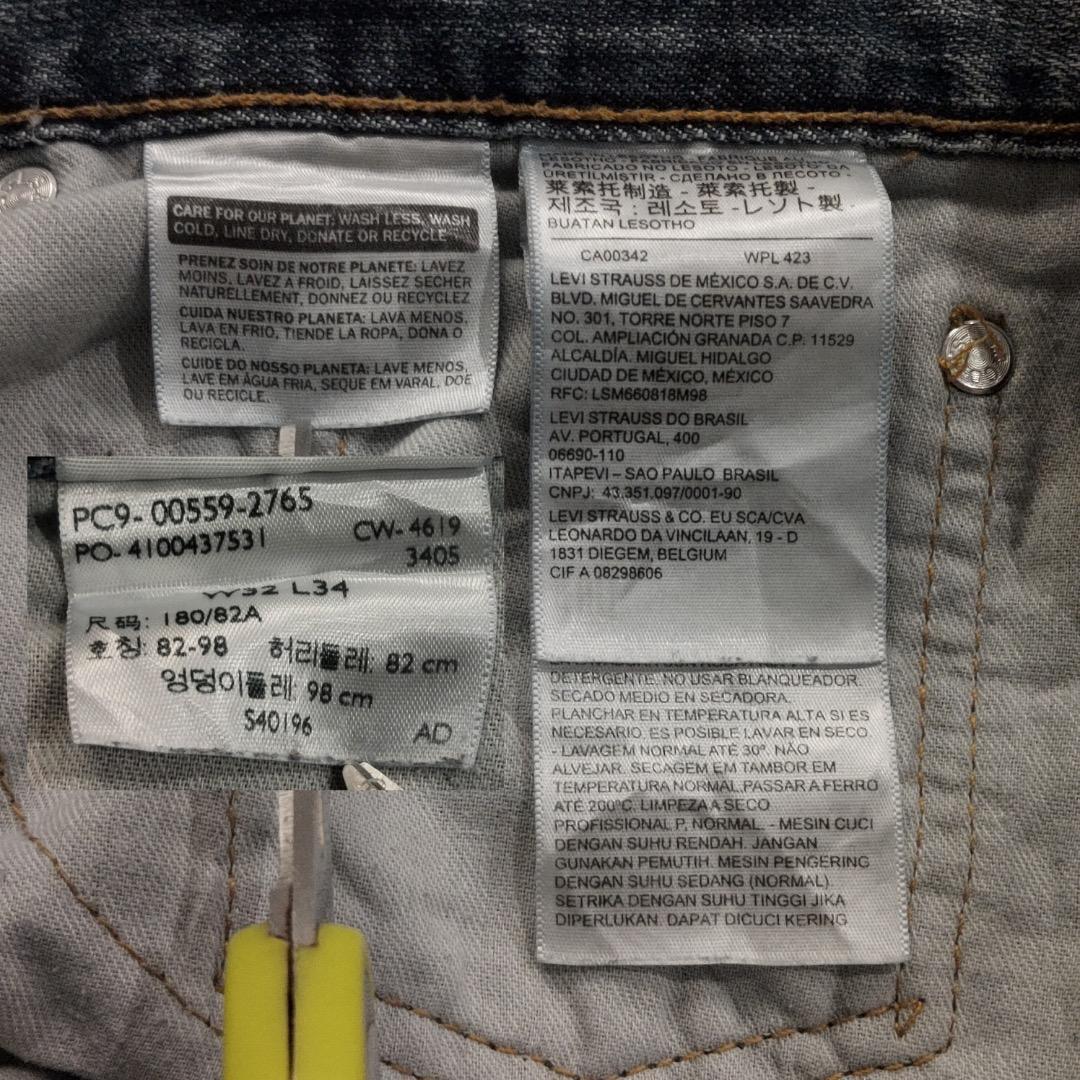 CARE FOR OUR PLANET: WASH LESS, WASH
COLD, LINE DRY, DONATE OR RECYCLE
PRENEZ SOIN DE NOTRE PLANETE: LAVEZ
MOINS, LAVEZ A FROID, LAISSEZ SECHER
NATURELLEMENT, DONNEZ OU RECYCLEZ
CUIDA NUESTRO PLANETA: LAVA MENOS,
LAVA EN FRIO, TIENDE LA ROPA, DONA O
RECICLA.
CUIDE DO NOSSO PLANETA: LAVE MENOS,
LAVE EM ÁGUA FRIA, SEQUE EM VARAL, DOE
OU RECICLE.
PC9- 00559-2765
PO- 4100437531
CW- 4619
3405
W32 L34
尺码: 180/82A
호칭: 82-98 허리둘레: 82 cm
엉덩이둘레: 98 cm
S40196
AD
FABRICADO NO LESOTO
ÜRETİLMİŞTİR - СДЕЛАНО В ЛЕСОТО
莱索托制造 - 萊索托製 -
제조국 : 레소토 -レソト製 -
BUATAN LESOTHO
CA00342 WPL 423
LEVI STRAUSS DE MÉXICO S.A. DE C.V.
BLVD. MIGUEL DE CERVANTES SAAVEDRA
NO. 301, TORRE NORTE PISO 7
COL. AMPLIACIÓN GRANADA C.P. 11529
ALCALDÍA. MIGUEL HIDALGO
CIUDAD DE MÉXICO, MÉXICO
RFC: LSM660818M98
LEVI STRAUSS DO BRASIL
AV. PORTUGAL, 400
06690-110
ITAPEVI – SAO PAULO BRASIL
CNPJ: 43.351.097/0001-90
LEVI STRAUSS & CO. EU SCA/CVA
LEONARDO DA VINCILAAN, 19 - D
1831 DIEGEM, BELGIUM
CIF A 08298606
DETERGENTE. NO USAR BLANQUEADOR.
SECADO MEDIO EN SECADORA.
PLANCHAR EN TEMPERATURA ALTA SI ES
NECESARIO. ES POSIBLE LAVAR EN SECO.
- LAVAGEM NORMAL ATÉ 30°. NÃO
ALVEJAR. SECAGEM EM TAMBOR EM
TEMPERATURA NORMAL,PASSAR A FERRO
ATÉ 200°C. LIMPEZA A SECO
PROFISSIONAL P, NORMAL. - MESIN CUCI
DENGAN SUHU RENDAH. JANGAN
GUNAKAN PEMUTIH. MESIN PENGERING
DENGAN SUHU SEDANG (NORMAL).
SETRIKA DENGAN SUHU TINGGI JIKA
DIPERLUKAN. DAPAT DICUCI KERING